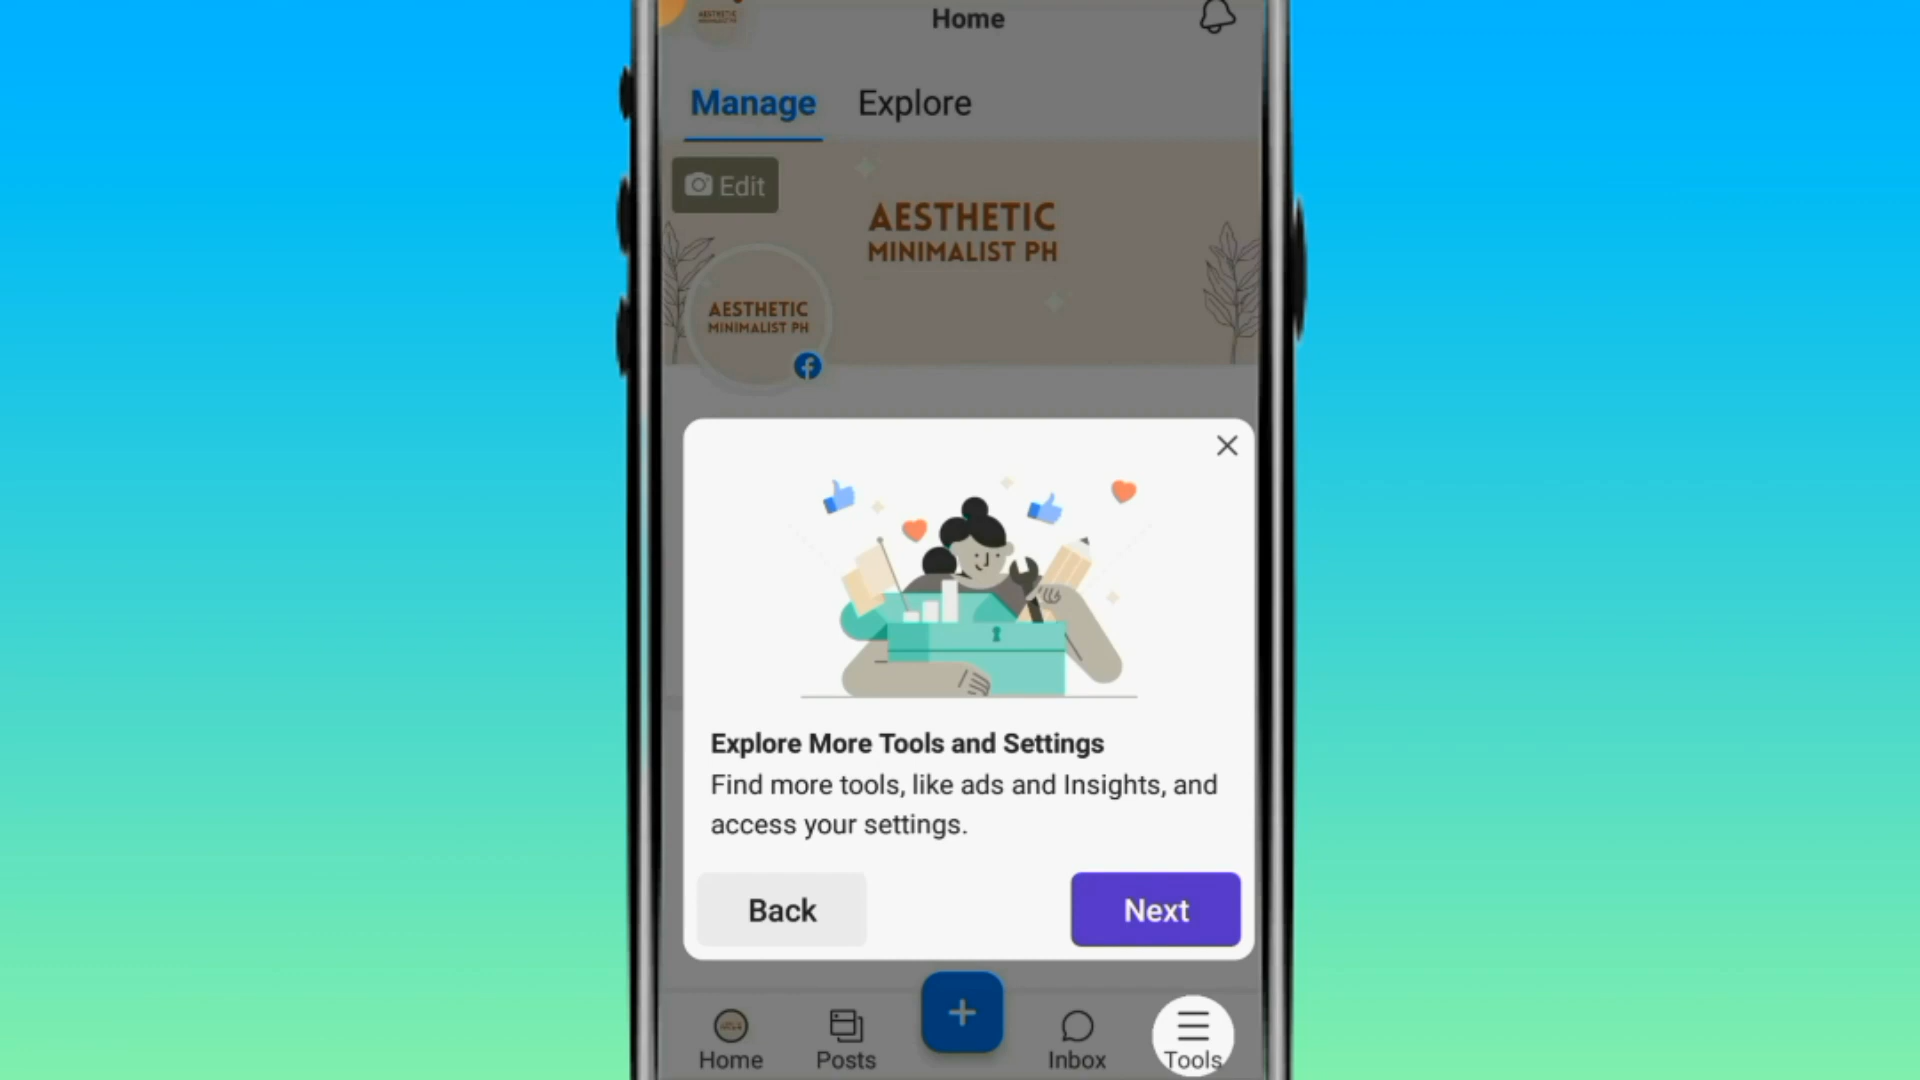 Home
Manage
Explore
Edit
AESTHETIC
MINIMALIST PH
AESTHETIC
MINIMALIST PH
Explore More Tools and Settings
Find more tools, like ads and Insights, and
access your settings.
Back
Next
Home
Posts
Inbox
Tools